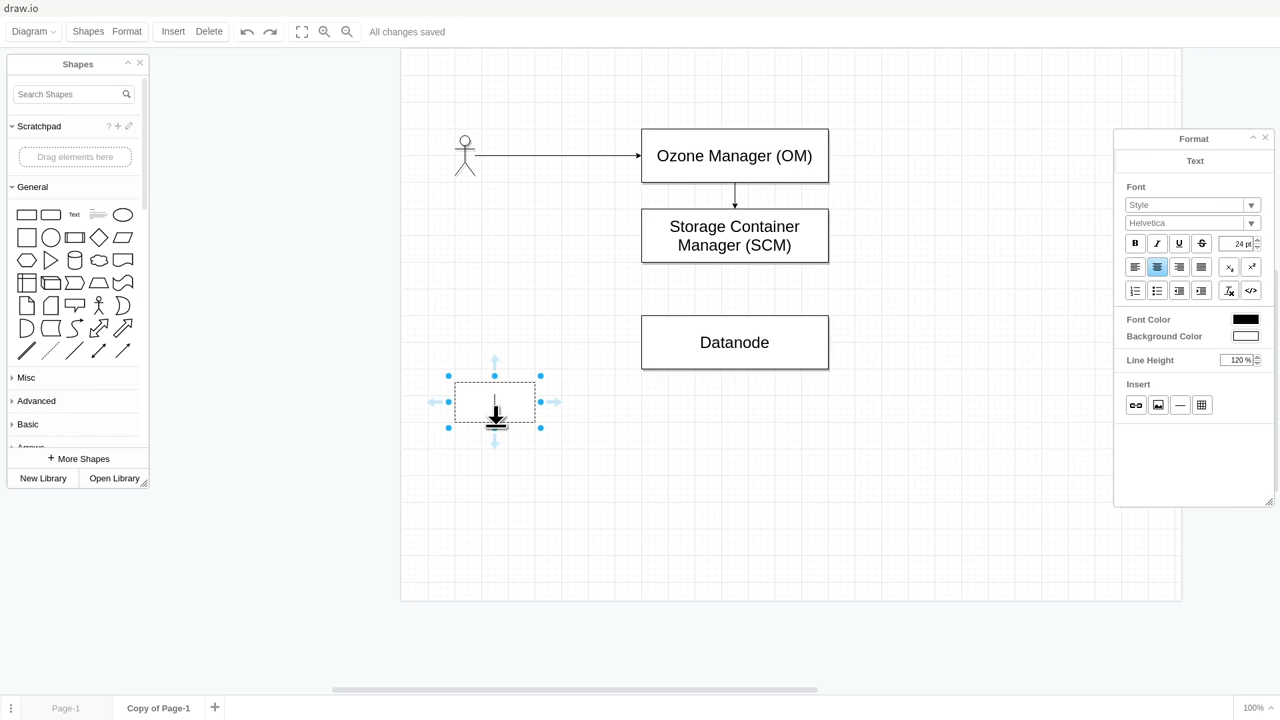 draw.io
Diagram
Shapes
Format
Insert
Delete
All changes saved
Shapes
Search Shapes
Scratchpad
?
Drag elements here
General
Text
Misc
Advanced
Basic
Arrows
+ More Shapes
New Library
Open Library
Ozone Manager (OM)
Storage Container
Manager (SCM)
Datanode
Format
Text
Font
Style
Helvetica
B I U S 24 pt
Font Color
Background Color
Line Height 120 %
Insert
Page-1
Copy of Page-1
100%